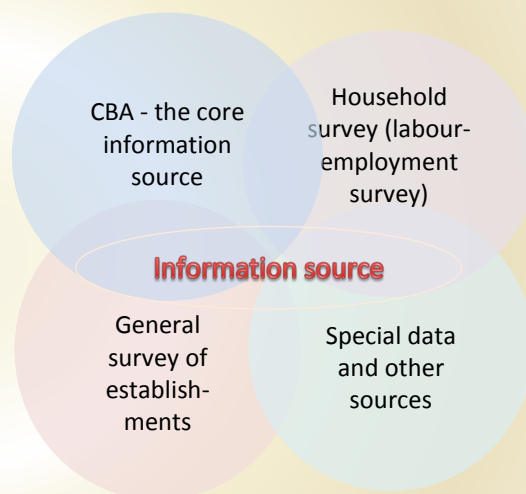 CBA - the core
information
source
Household
survey (labour-
employment
survey)
Information source
General
survey of
establish-
ments
Special data
and other
sources